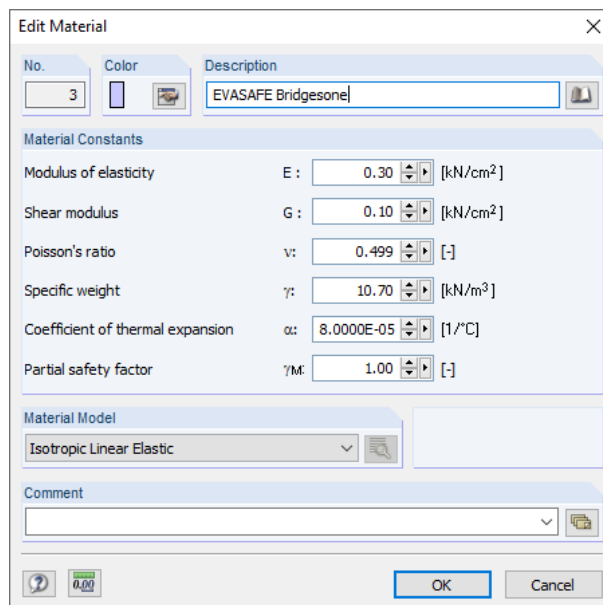 Edit Material
No. Color Description
3 EVASAFE Bridgesone
Material Constants
Modulus of elasticity E : 0.30 [kN/cm²]
Shear modulus G : 0.10 [kN/cm²]
Poisson's ratio ν: 0.499 [-]
Specific weight γ: 10.70 [kN/m³]
Coefficient of thermal expansion α: 8.0000E-05 [1/°C]
Partial safety factor γM: 1.00 [-]
Material Model
Isotropic Linear Elastic
Comment
0.00 OK Cancel